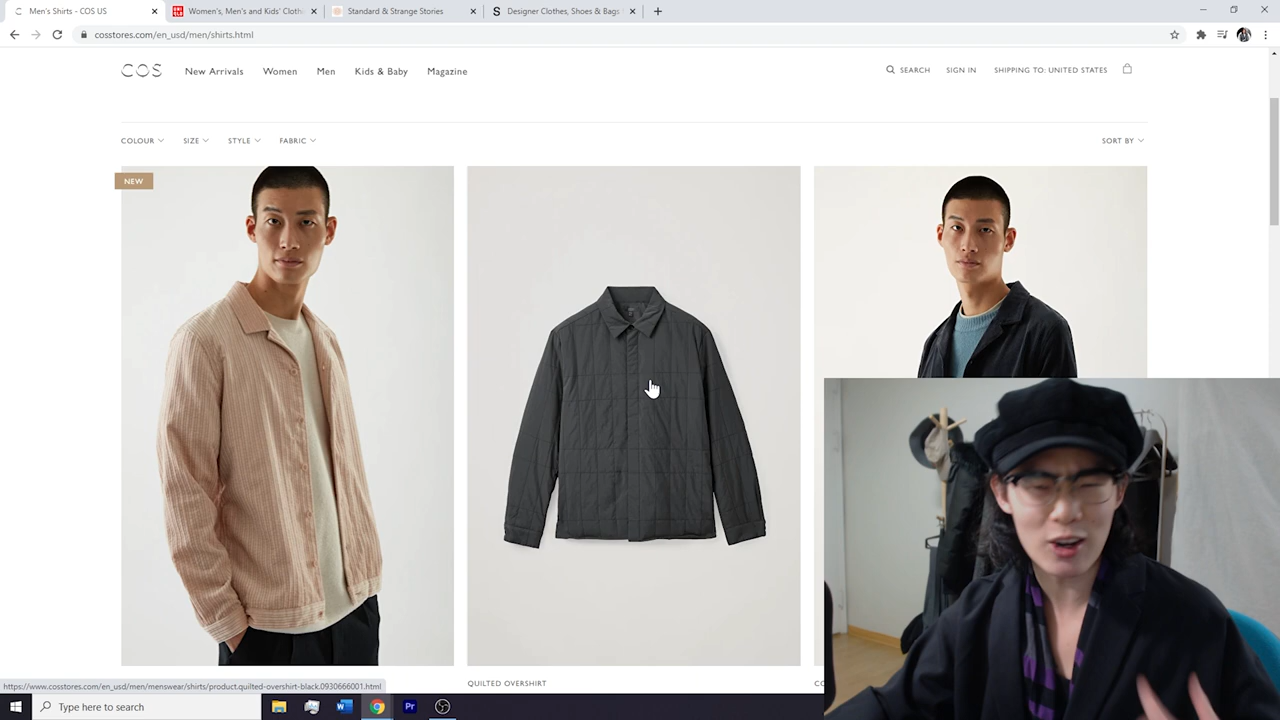 Men's Shirts - COS US
Women's, Men's and Kids' Clothi
Standard & Strange Stories
Designer Clothes, Shoes & Bags
costores.com/en_usd/men/shirts.html
COS
New Arrivals
Women
Men
Kids & Baby
Magazine
SEARCH
SIGN IN
SHIPPING TO: UNITED STATES
COLOUR
SIZE
STYLE
FABRIC
SORT BY
NEW
https://www.cosstores.com/en_usd/men/menswear/shirts/product.quilted-overshirt-black.0930666001.html
QUILTED OVERSHIRT
CO
Type here to search